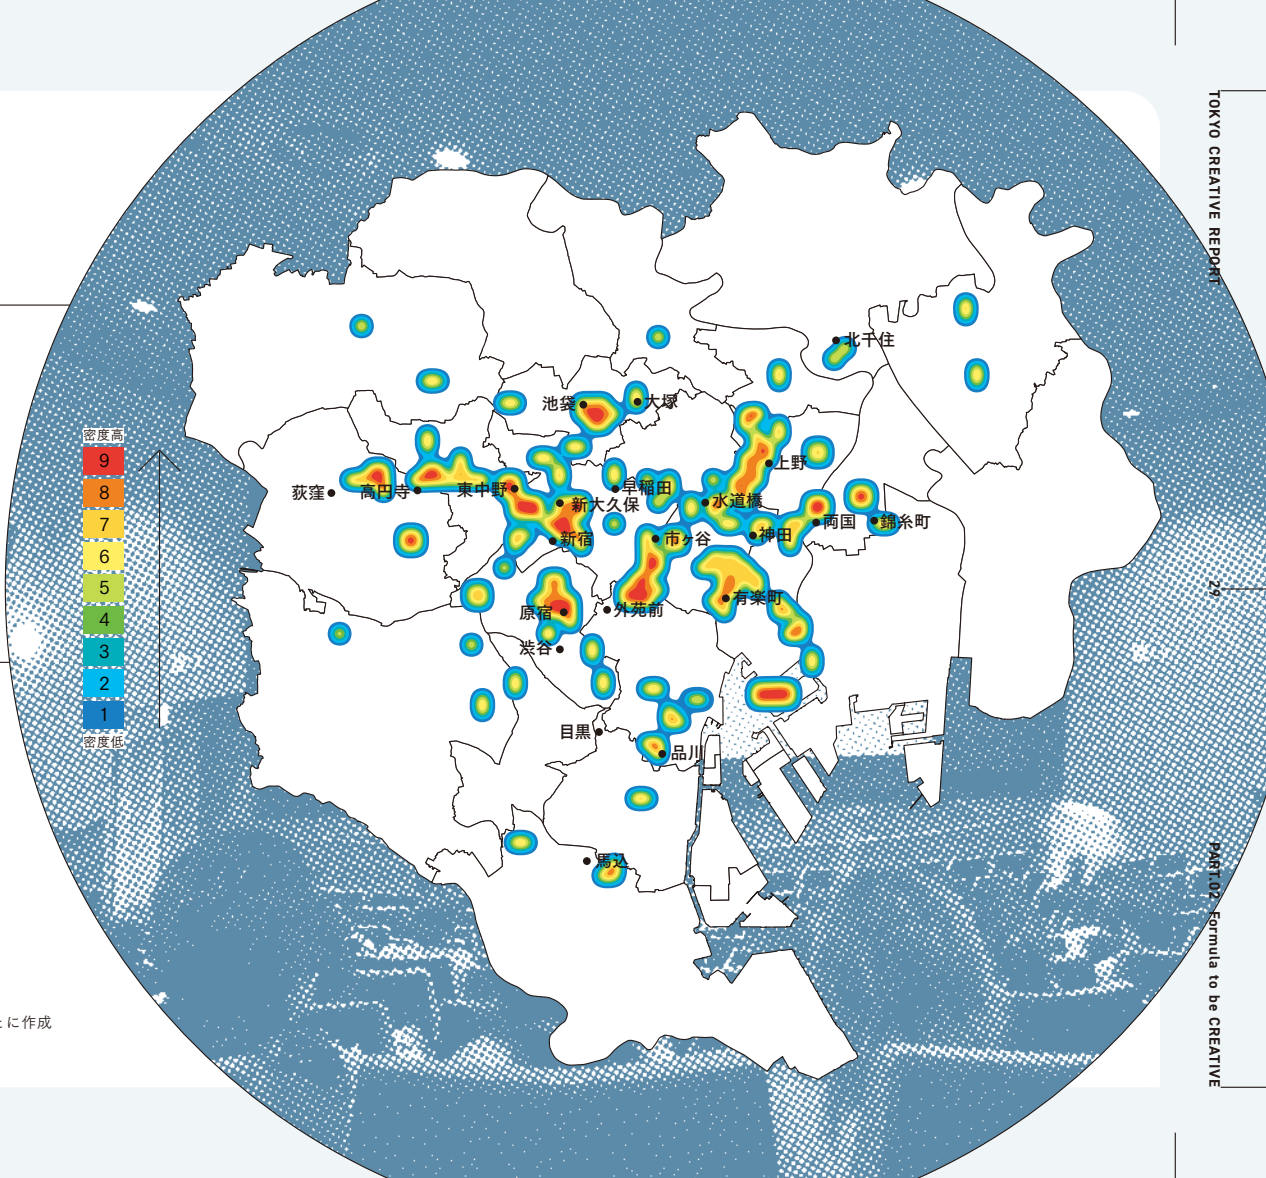 TOKYO CREATIVE REPORT
北千住
池袋
大塚
密度高
9
8
7
6
5
4
3
2
1
密度低
上野
荻窪
高円寺
東中野
早稲田
新大久保
水道橋
両国
錦糸町
新宿
市ヶ谷
神田
29
有楽町
原宿
外苑前
渋谷
目黒
品川
馬込
PART.02 Formula to be CREATIVE
に作成